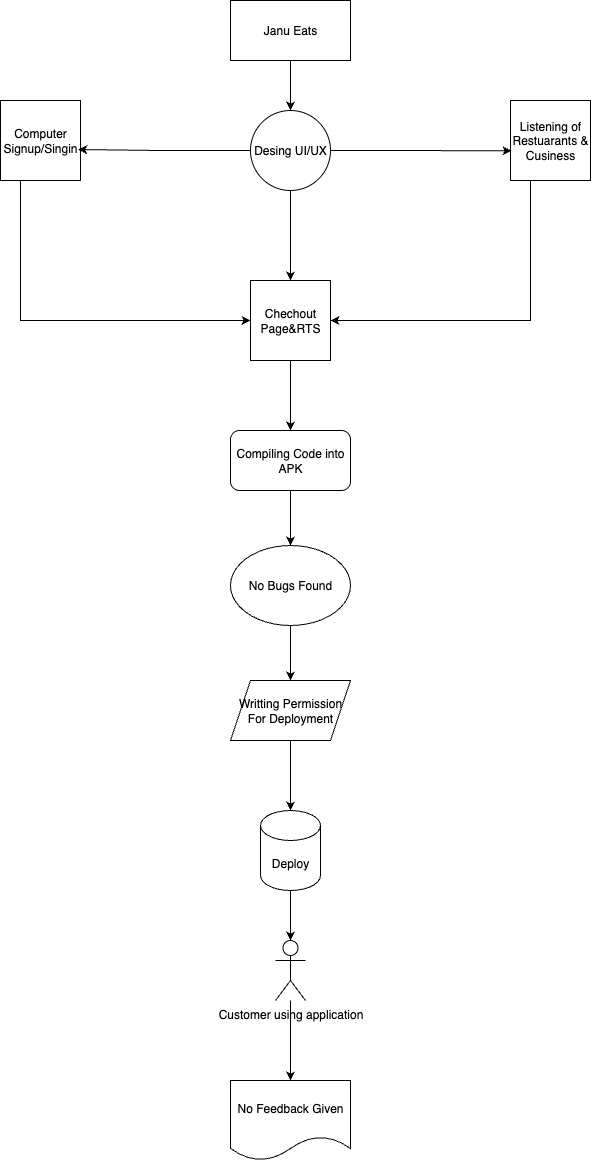 Janu Eats
Computer
Signup/Singin
Desing UI/UX
Listening of
Restuarants &
Cusiness
Chechout
Page&RTS
Compiling Code into
APK
No Bugs Found
Writting Permission
For Deployment
Deploy
Customer using application
No Feedback Given